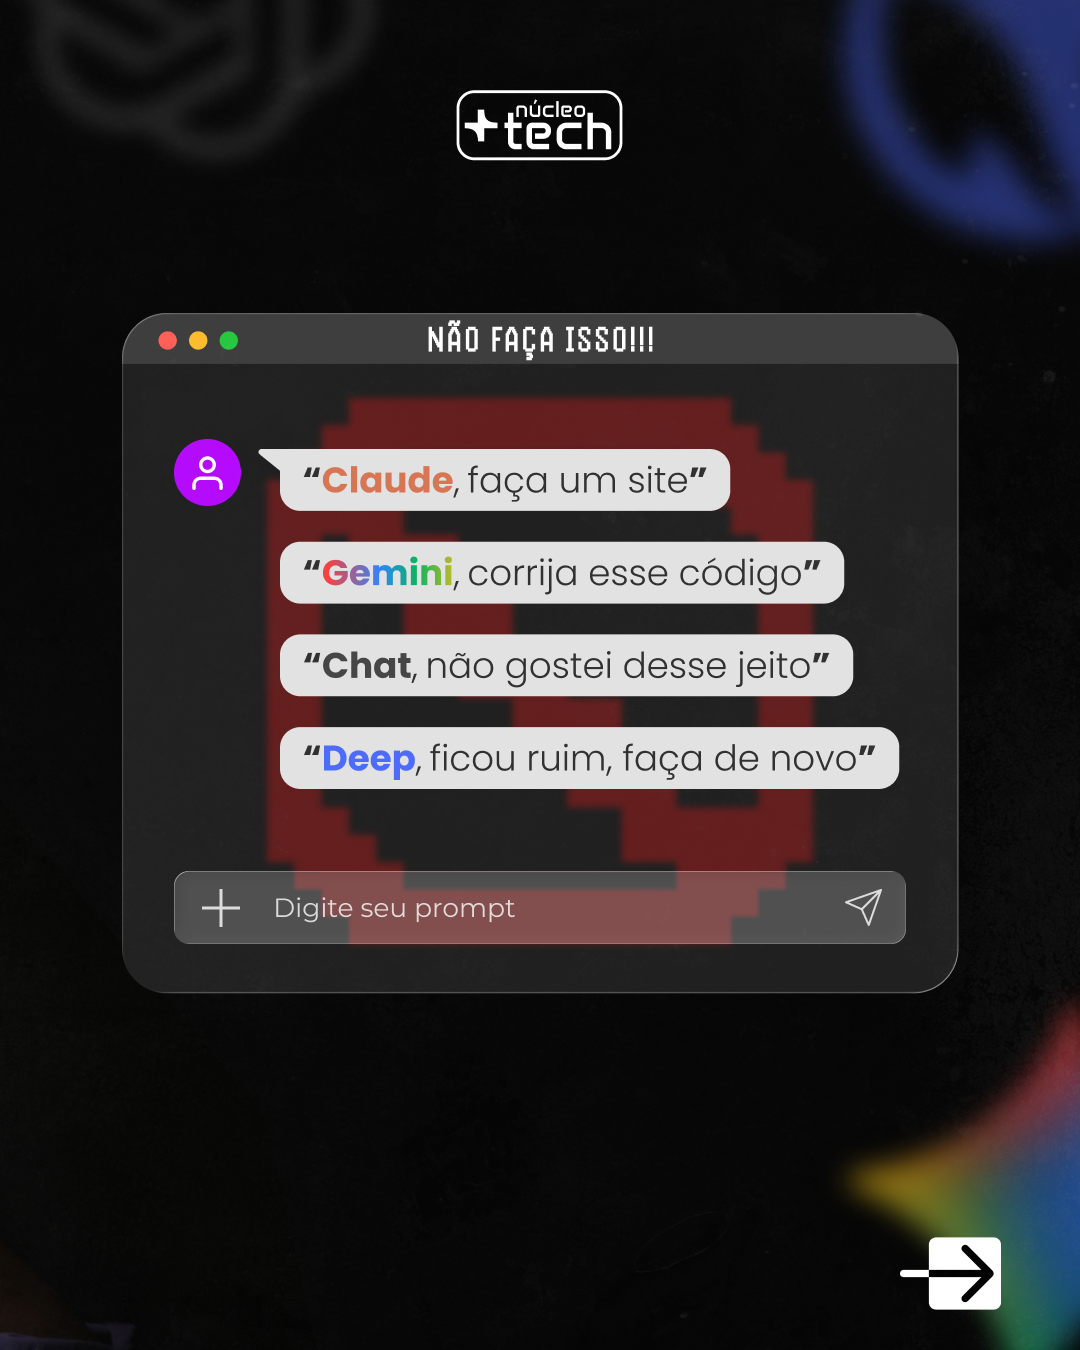 núcleo
tech
NÃO FAÇA ISSO!!!
“Claude, faça um site”
“Gemini, corrija esse código”
“Chat, não gostei desse jeito”
“Deep, ficou ruim, faça de novo”
Digite seu prompt